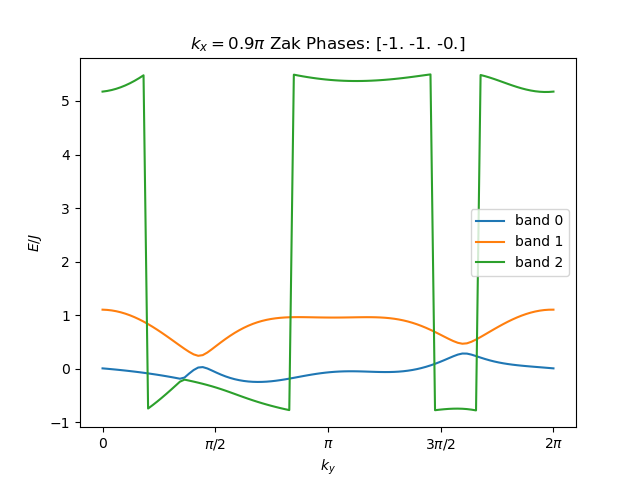 $k_x = 0.9\pi$ Zak Phases: [-1. -1. -0.]
E/J
5
4
3
2
1
0
−1
band 0
band 1
band 2
0
π/2
π
3π/2
2π
$k_y$